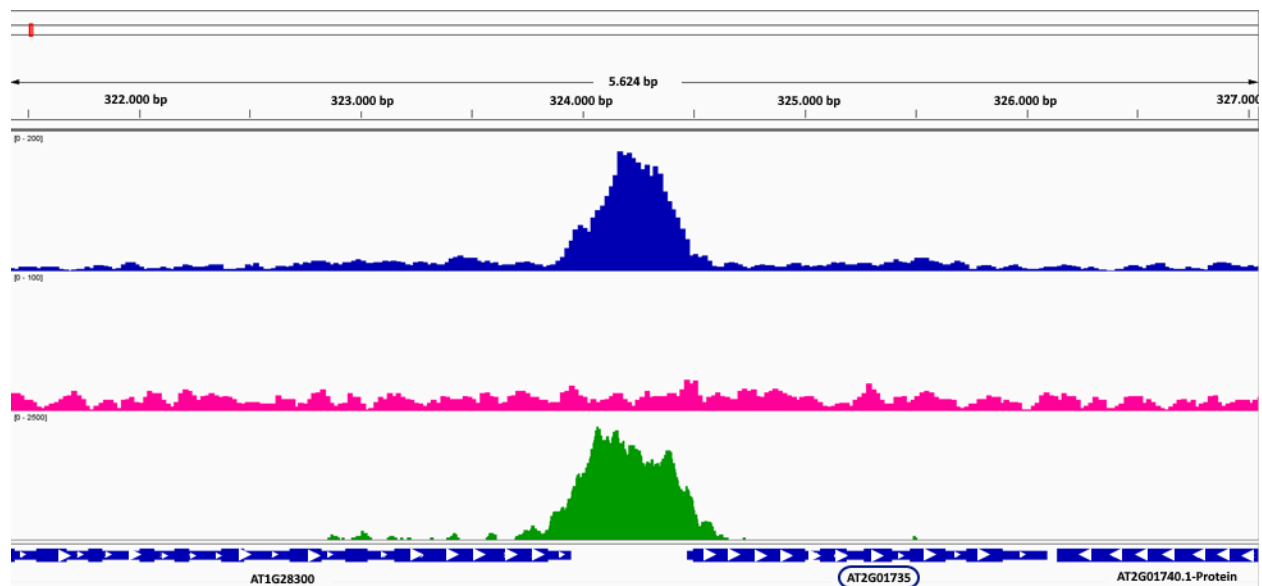 5.624 bp
322.000 bp 323.000 bp 324.000 bp 325.000 bp 326.000 bp 327.000
[0 - 200]
[0 - 100]
[0 - 2500]
AT1G28300 AT2G01735 AT2G01740.1-Protein